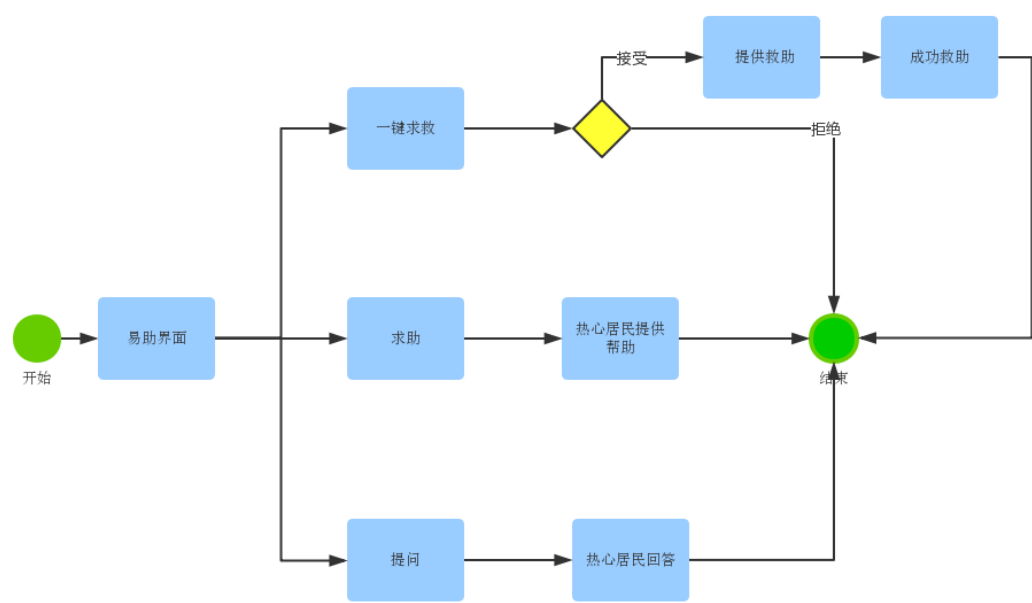 接受
提供救助
成功救助
一键求救
拒绝
开始
易助界面
求助
热心居民提供
帮助
结束
提问
热心居民回答